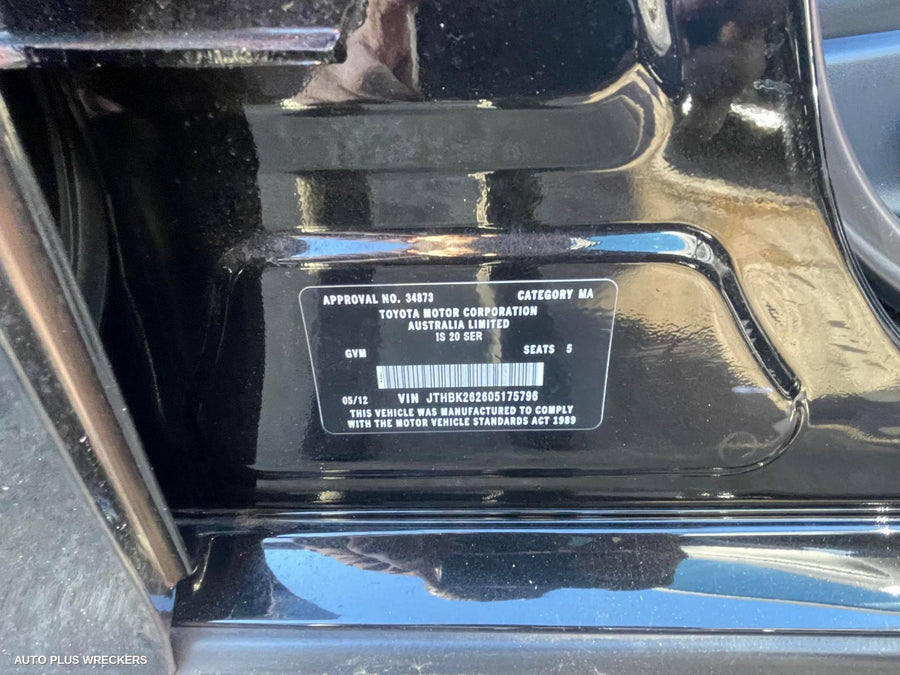 APPROVAL NO. 34873 CATEGORY MA
TOYOTA MOTOR CORPORATION
AUSTRALIA LIMITED
IS 20 SER
GVM SEATS 5
05/12 VIN JTHBK262605175796
THIS VEHICLE WAS MANUFACTURED TO COMPLY
WITH THE MOTOR VEHICLE STANDARDS ACT 1989
AUTO PLUS WRECKERS